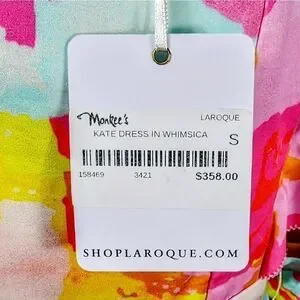 Monkee's LAROQUE
KATE DRESS IN WHIMSICA
S
158469 3421 $358.00
SHOPLAROQUE.COM